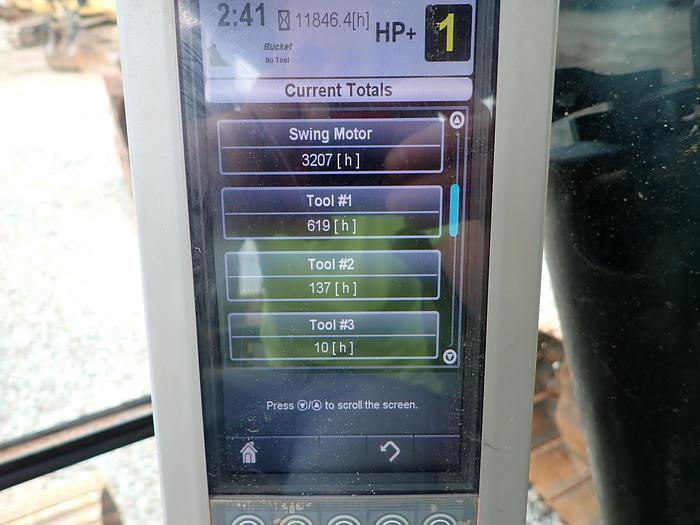 2:41 11846.4[h] HP+ 1
Bucket
No Tool
Current Totals
Swing Motor
3207 [ h ]
Tool #1
619 [ h ]
Tool #2
137 [ h ]
Tool #3
10 [ h ]
Press / to scroll the screen.